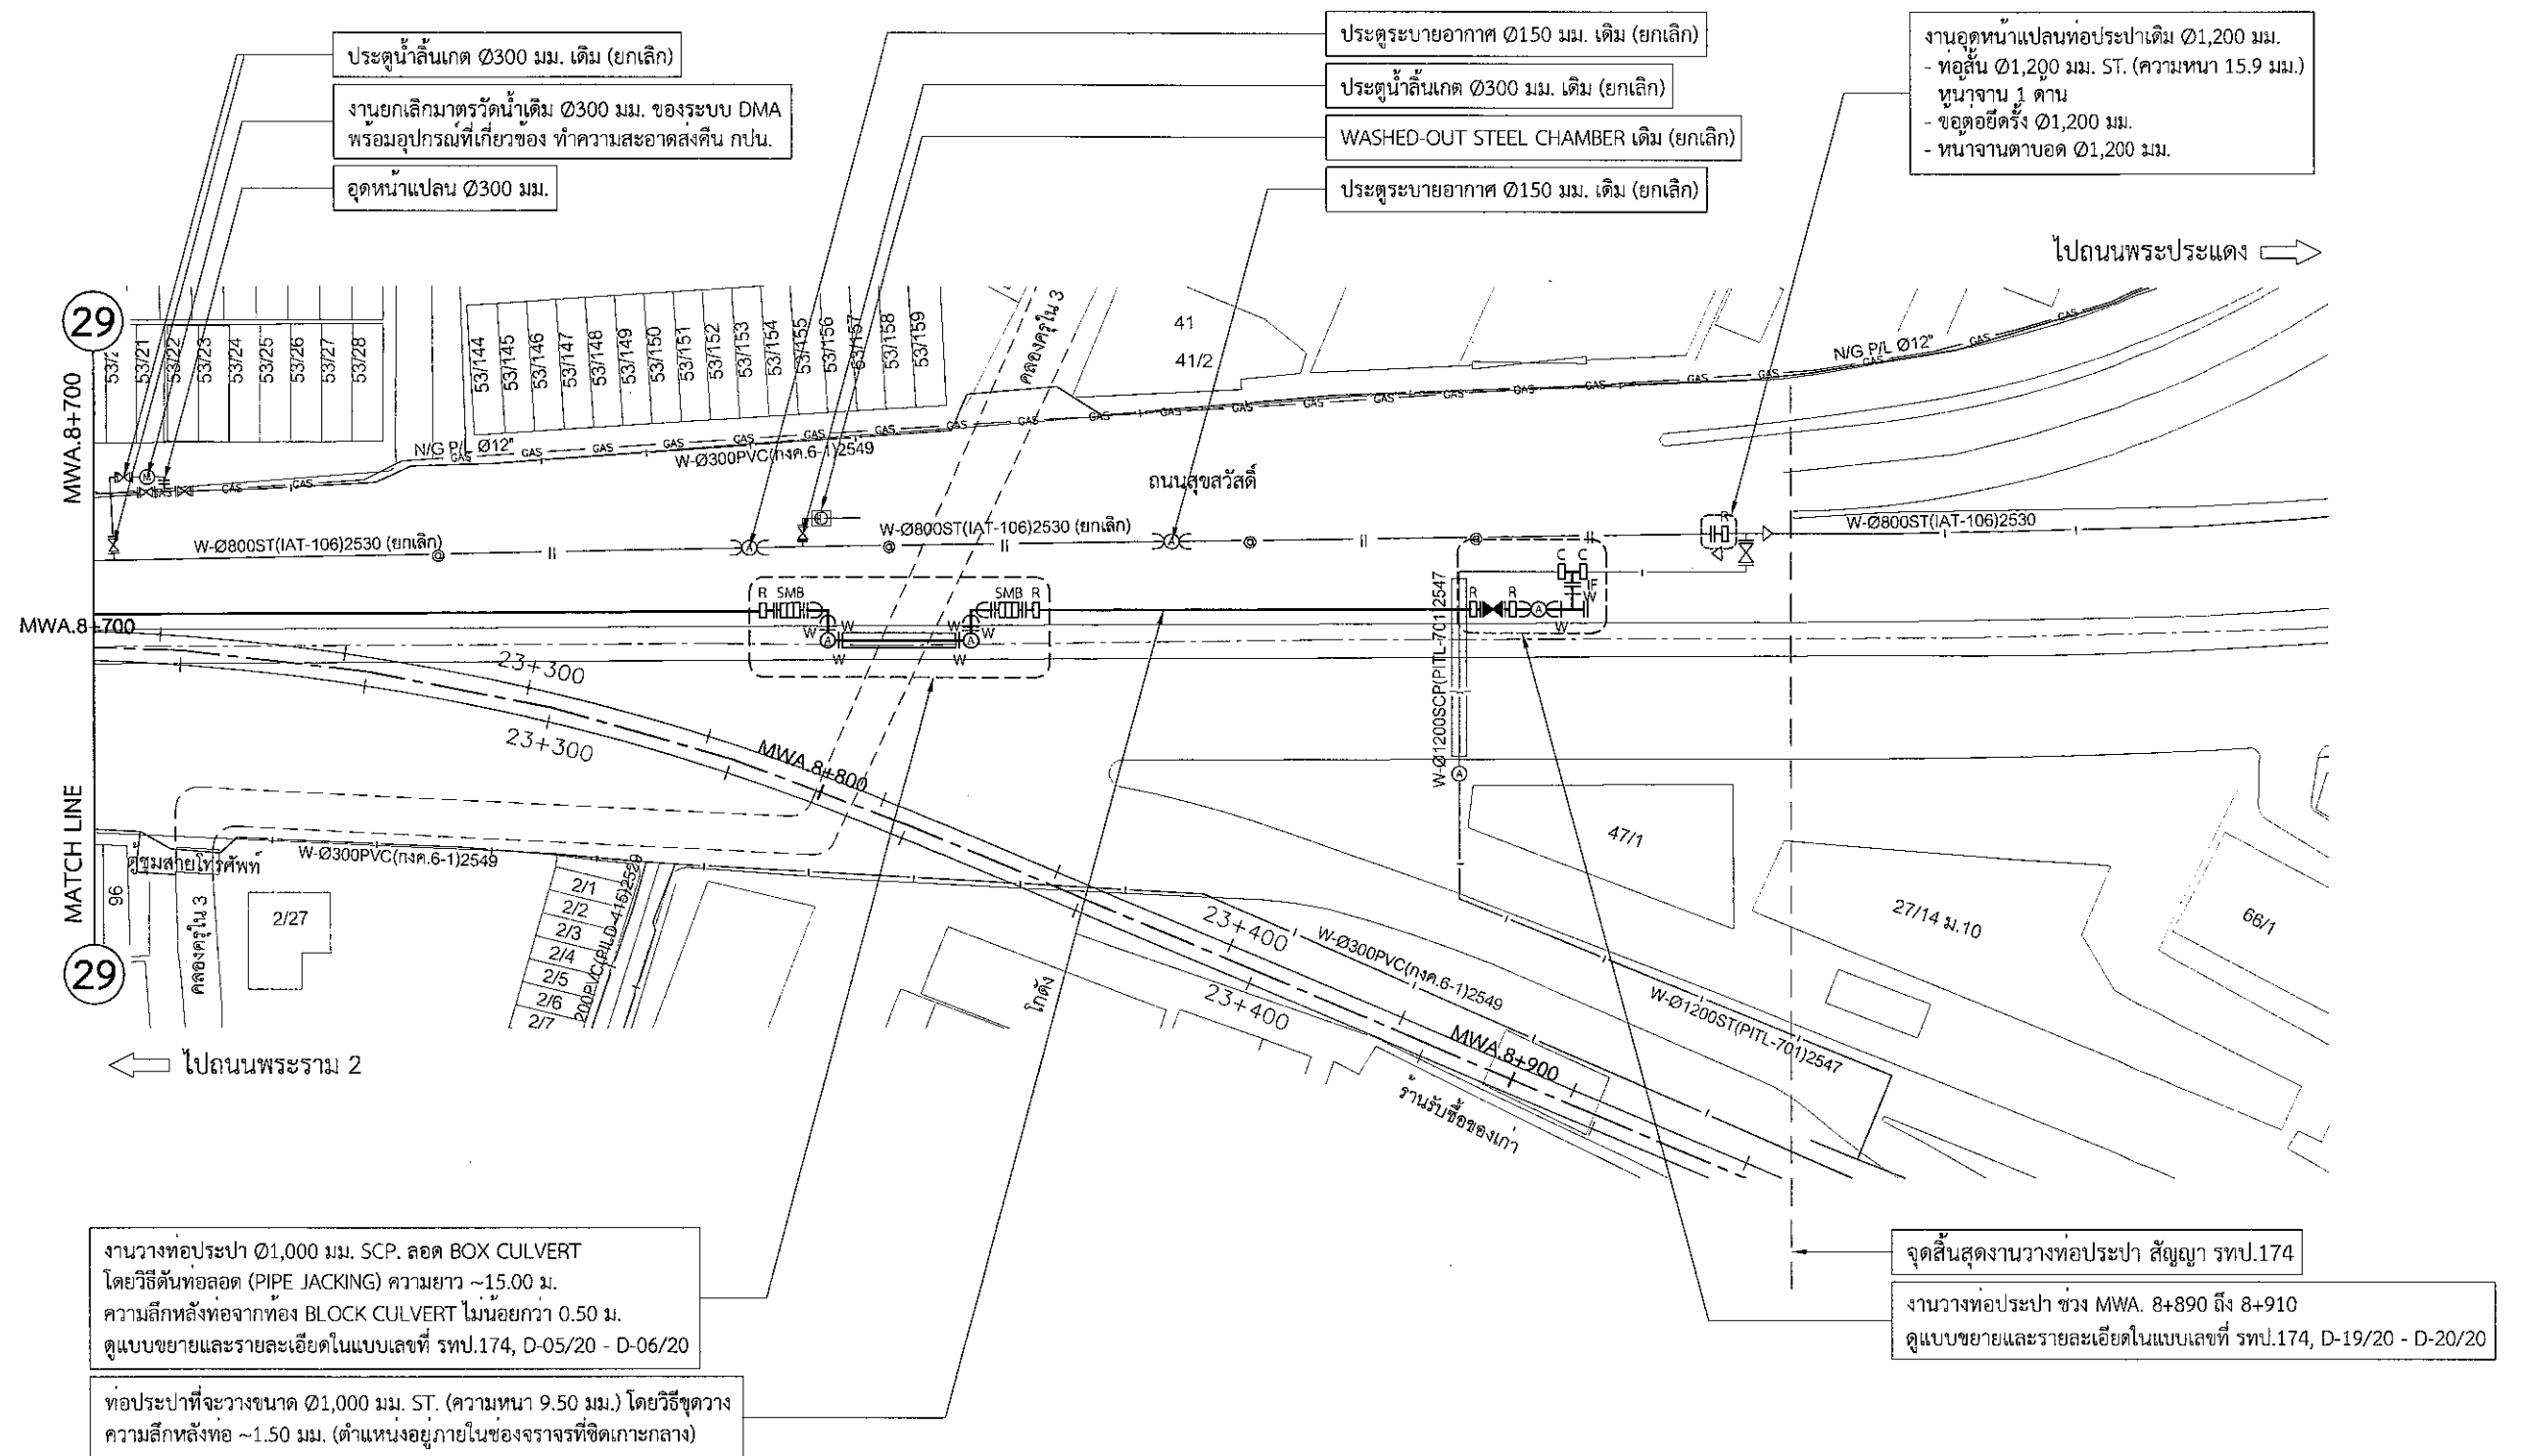 ประตูน้ำลิ้นเกต Ø300 มม. เดิม (ยกเลิก)
งานยกเลิกมาตรวัดน้ำเดิม Ø300 มม. ของระบบ DMA
พร้อมอุปกรณ์ที่เกี่ยวข้อง ทำความสะอาดส่งคืน กปน.
อุดหน้าแปลน Ø300 มม.
ประตูระบายอากาศ Ø150 มม. เดิม (ยกเลิก)
ประตูน้ำลิ้นเกต Ø300 มม. เดิม (ยกเลิก)
WASHED-OUT STEEL CHAMBER เดิม (ยกเลิก)
ประตูระบายอากาศ Ø150 มม. เดิม (ยกเลิก)
งานอุดหน้าแปลนท่อประปาเดิม Ø1,200 มม.
- ท่อสั้น Ø1,200 มม. ST. (ความหนา 15.9 มม.)
หน้าจาน 1 ด้าน
- ข้อต่อยึดรั้ง Ø1,200 มม.
- หน้าจานตาบอด Ø1,200 มม.
ไปถนนพระประแดง
29
MWA.8+700
53/21
53/22
53/23
53/24
53/25
53/26
53/27
53/28
53/144
53/145
53/146
53/147
53/148
53/149
53/150
53/151
53/152
53/153
53/154
53/155
53/156
53/157
53/158
53/159
คลองครุใน 3
41
41/2
N/G P/L Ø12"
GAS GAS GAS GAS GAS GAS GAS GAS
N/G P/L Ø12"
GAS GAS GAS GAS GAS GAS GAS GAS GAS
W-Ø300PVC(กงค.6-1)2549
GAS GAS
M
ถนนสุขสวัสดิ์
W-Ø800ST(IAT-106)2530 (ยกเลิก)
A
W-Ø800ST(IAT-106)2530 (ยกเลิก)
A
R
W-Ø800ST(IAT-106)2530
R SMB
SMB R
W W W W
A A
W W
C C
R R
A
IF
W
W
MWA.8+700
W-Ø1200SCP(PITL-701)2547
A
23+300
23+300
MWA.8+800
MATCH LINE
ตู้ชุมสายโทรศัพท์
W-Ø300PVC(กงค.6-1)2549
96
คลองครุใน 3
2/27
2/1
2/2
2/3
2/4
2/5
2/6
2/7
200PVC(PILD-415)2529
47/1
27/14 ม.10
66/1
29
23+400
23+400
โกดัง
W-Ø300PVC(กงค.6-1)2549
W-Ø1200ST(PITL-701)2547
MWA.8+900
ร้านรับซื้อของเก่า
ไปถนนพระราม 2
งานวางท่อประปา Ø1,000 มม. SCP. ลอด BOX CULVERT
โดยวิธีดันท่อลอด (PIPE JACKING) ความยาว ~15.00 ม.
ความลึกหลังท่อจากท้อง BLOCK CULVERT ไม่น้อยกว่า 0.50 ม.
ดูแบบขยายและรายละเอียดในแบบเลขที่ รทป.174, D-05/20 - D-06/20
ท่อประปาที่จะวางขนาด Ø1,000 มม. ST. (ความหนา 9.50 มม.) โดยวิธีขุดวาง
ความลึกหลังท่อ ~1.50 มม. (ตำแหน่งอยู่ภายในช่องจราจรที่ชิดเกาะกลาง)
จุดสิ้นสุดงานวางท่อประปา สัญญา รทป.174
งานวางท่อประปา ช่วง MWA. 8+890 ถึง 8+910
ดูแบบขยายและรายละเอียดในแบบเลขที่ รทป.174, D-19/20 - D-20/20